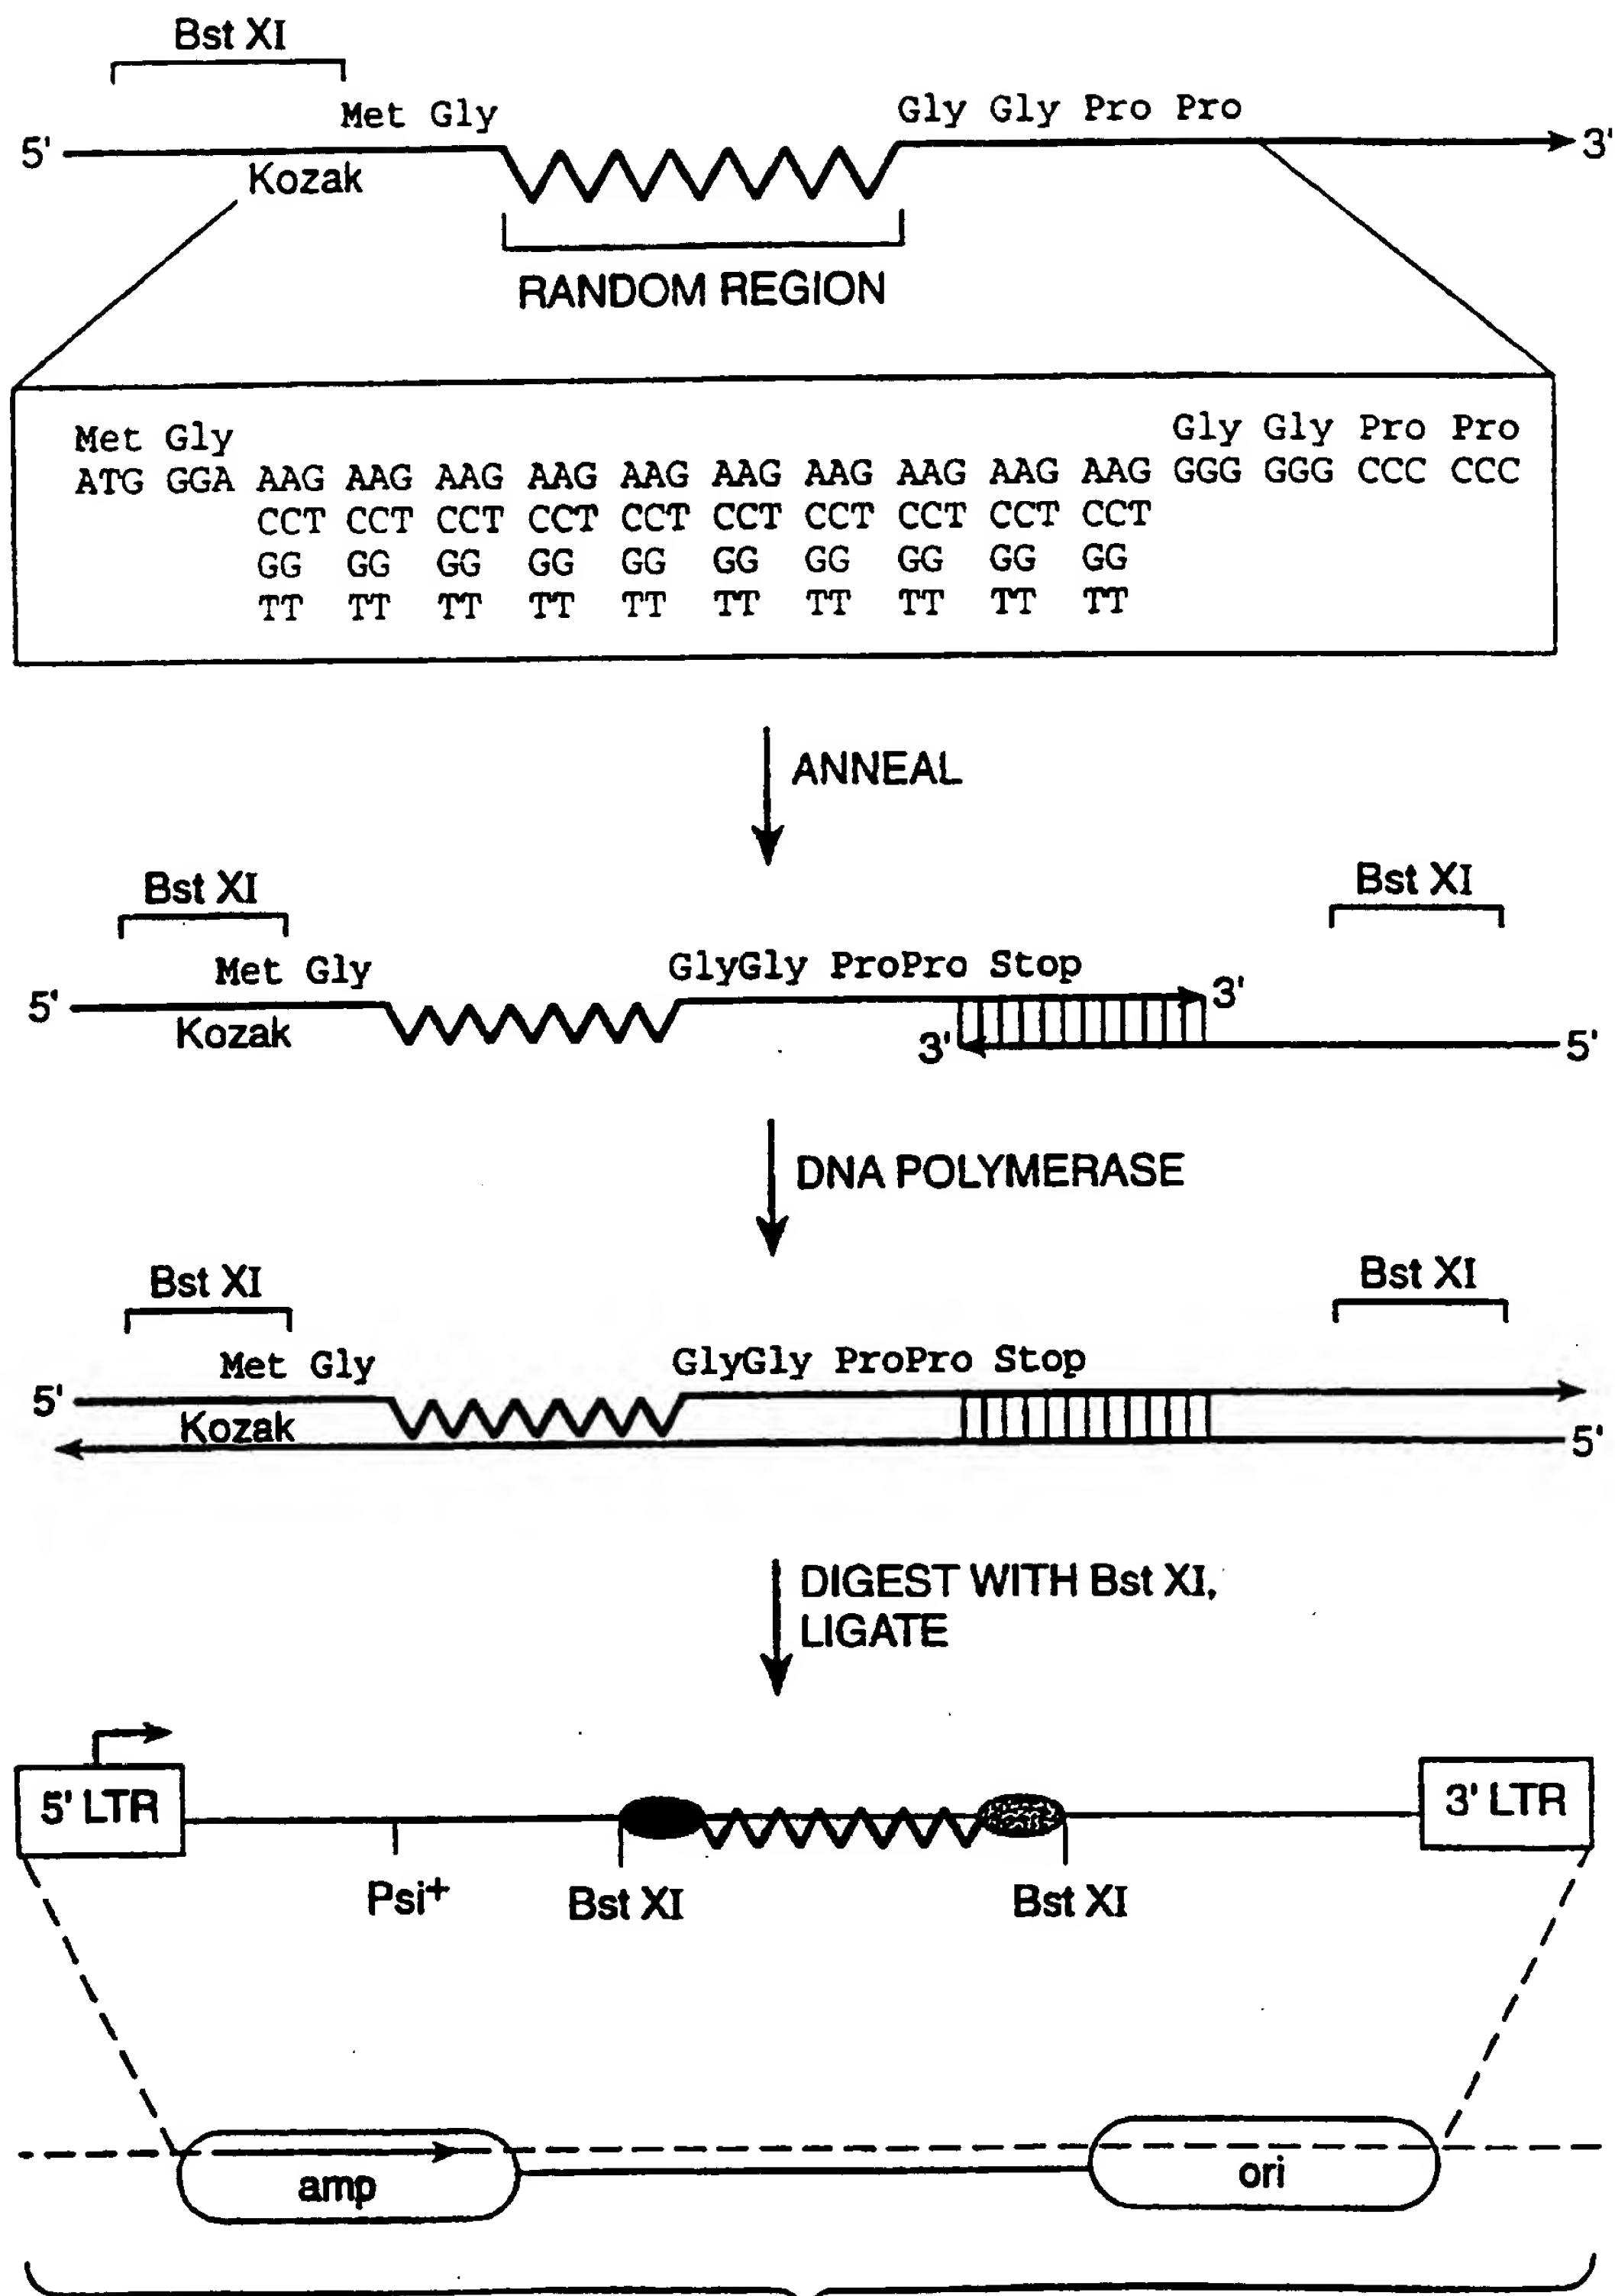 Bst XI
Met Gly
Gly Gly Pro Pro
5'
3'
Kozak
RANDOM REGION
Met Gly
Gly Gly Pro Pro
ATG GGA AAG AAG AAG AAG AAG AAG AAG AAG AAG AAG GGG GGG CCC CCC
CCT CCT CCT CCT CCT CCT CCT CCT CCT CCT
GG GG GG GG GG GG GG GG GG GG
TT TT TT TT TT TT TT TT TT TT
ANNEAL
Bst XI
Bst XI
Met Gly
GlyGly ProPro Stop
5'
3'
Kozak
3'
5'
DNA POLYMERASE
Bst XI
Bst XI
Met Gly
GlyGly ProPro Stop
5'
Kozak
5'
DIGEST WITH Bst XI,
LIGATE
5' LTR
3' LTR
Psi+
Bst XI
Bst XI
amp
ori